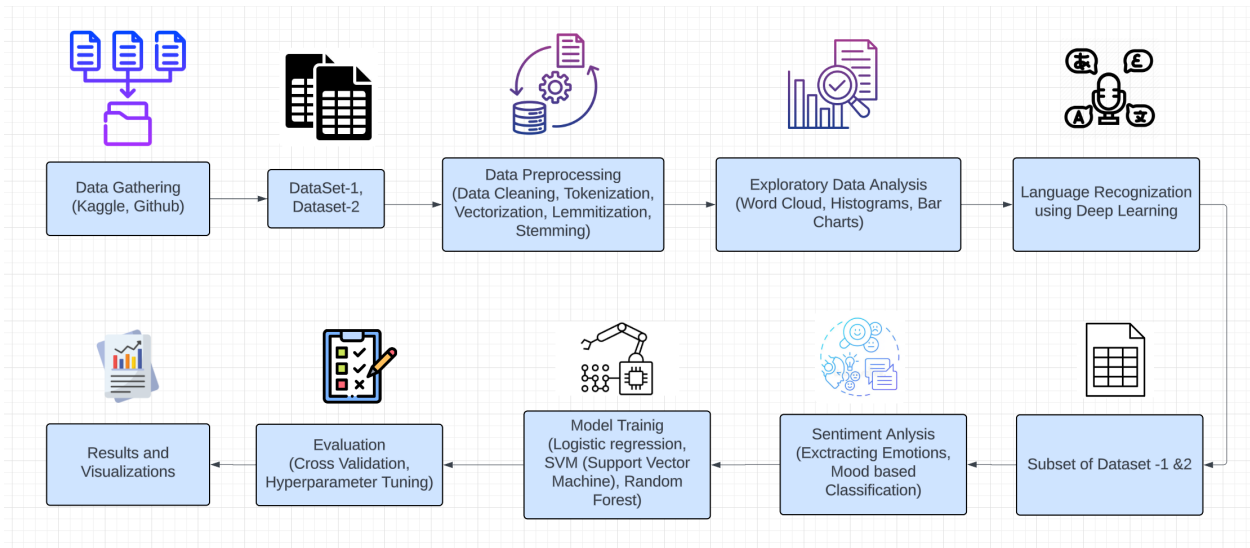 Data Gathering
(Kaggle, Github)
DataSet-1,
Dataset-2
Data Preprocessing
(Data Cleaning, Tokenization,
Vectorization, Lemmitization,
Stemming)
Exploratory Data Analysis
(Word Cloud, Histograms, Bar
Charts)
あ
ε
A
文
Language Recognization
using Deep Learning
Results and
Visualizations
Evaluation
(Cross Validation,
Hyperparameter Tuning)
Model Trainig
(Logistic regression,
SVM (Support Vector
Machine), Random
Forest)
Sentiment Anlysis
(Exctracting Emotions,
Mood based
Classification)
Subset of Dataset -1 &2